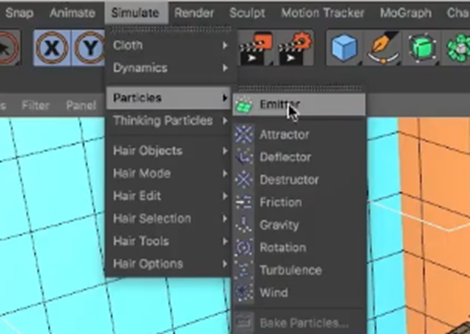 Snap Animate Simulate Render Sculpt Motion Tracker MoGraph Cha
X Y
Filter Panel
Cloth
Dynamics
Particles
Thinking Particles
Hair Objects
Hair Mode
Hair Edit
Hair Selection
Hair Tools
Hair Options
Emitter
Attractor
Deflector
Destructor
Friction
Gravity
Rotation
Turbulence
Wind
Bake Particles...